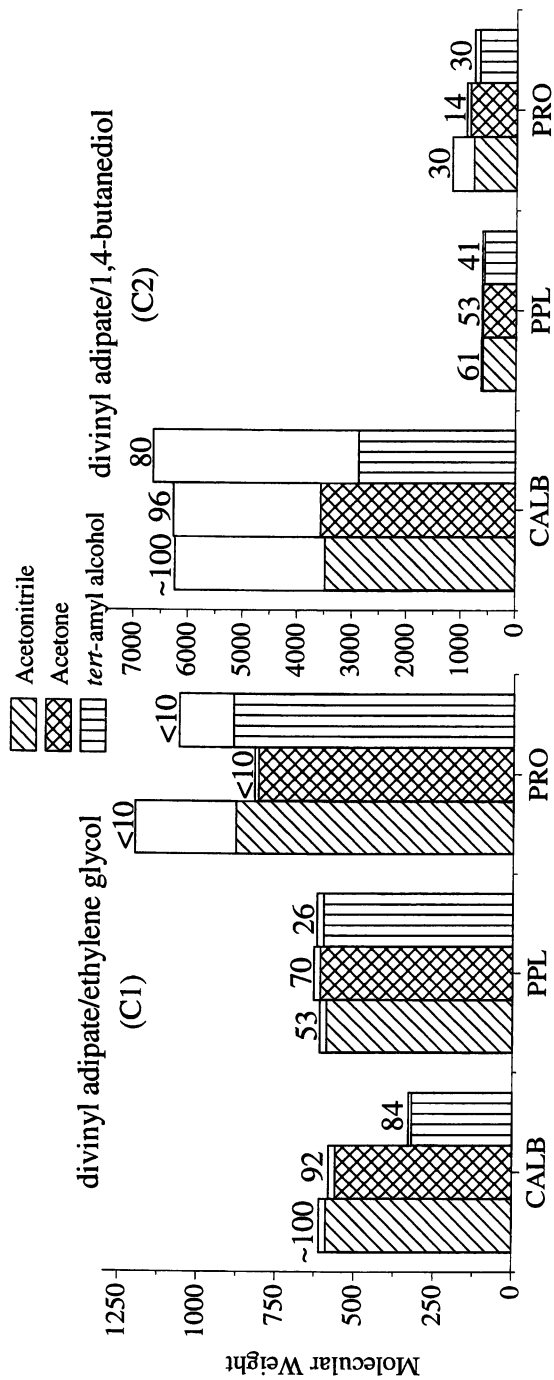 Acetonitrile
Acetone
tert-amyl alcohol
divinyl adipate/ethylene glycol
(C1)
Molecular Weight
1250
1000
750
500
250
0
~100
92
84
53
70
26
<10
<10
<10
CALB
PPL
PRO
divinyl adipate/1,4-butanediol
(C2)
7000
6000
5000
4000
3000
2000
1000
0
~100
96
80
61
53
41
30
14
30
CALB
PPL
PRO